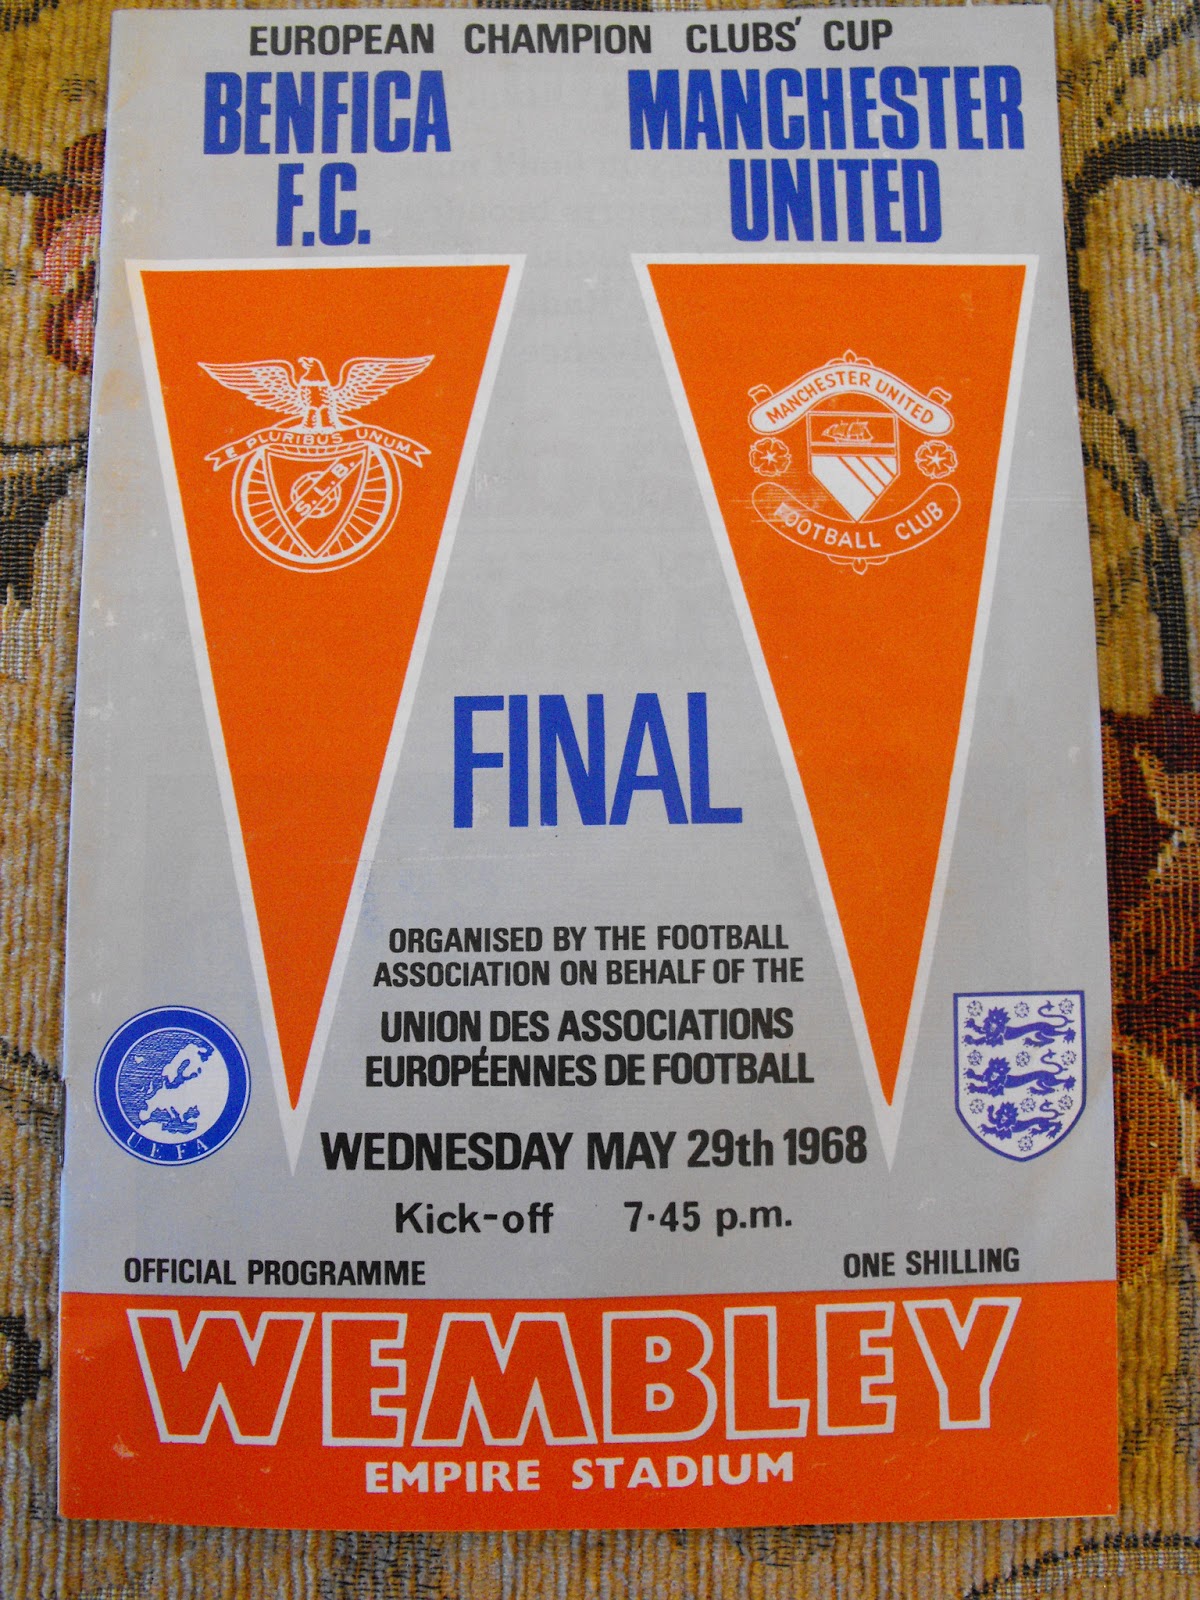 EUROPEAN CHAMPION CLUBS' CUP
BENFICA
F.C.
MANCHESTER
UNITED
E PLURIBUS UNUM
S.L.B.
MANCHESTER UNITED
FOOTBALL CLUB
FINAL
ORGANISED BY THE FOOTBALL
ASSOCIATION ON BEHALF OF THE
UNION DES ASSOCIATIONS
EUROPÉENNES DE FOOTBALL
UEFA
WEDNESDAY MAY 29th 1968
Kick-off 7·45 p.m.
OFFICIAL PROGRAMME
ONE SHILLING
WEMBLEY
EMPIRE STADIUM